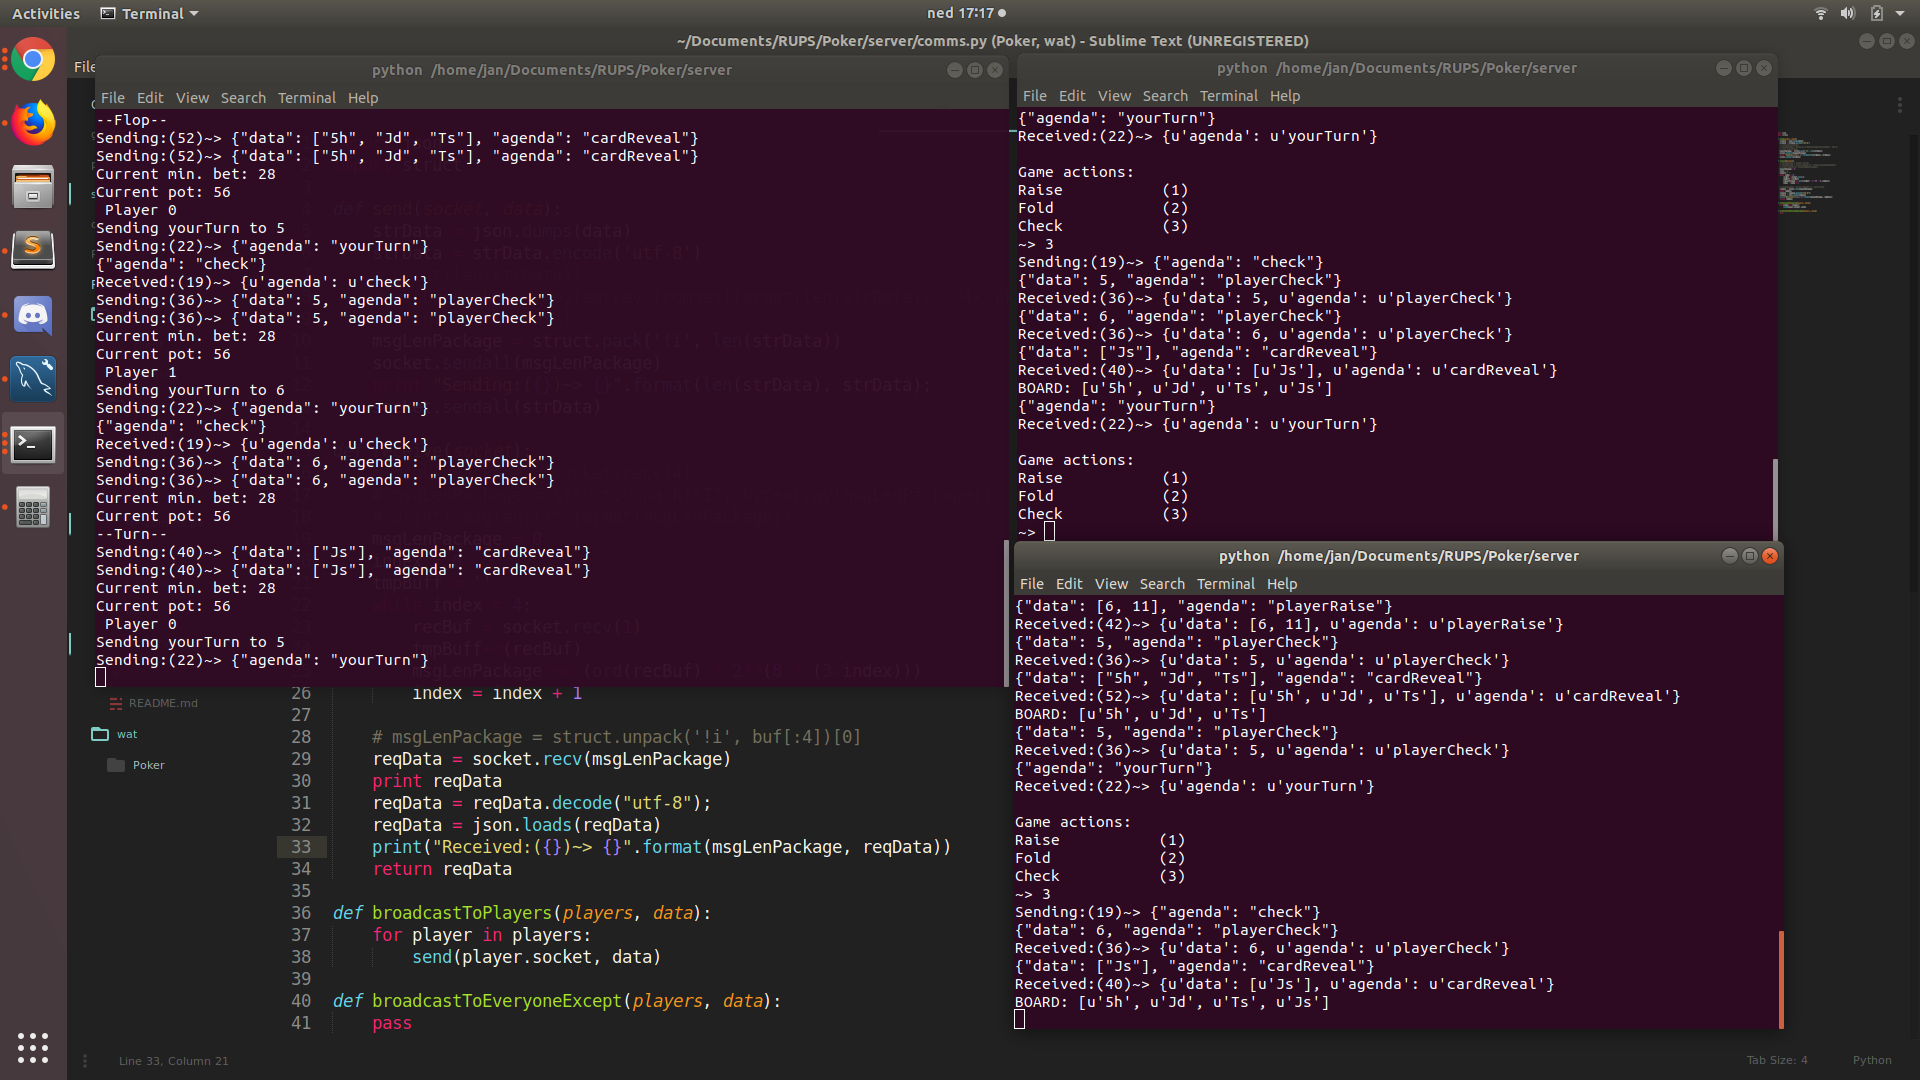 Activities
Terminal
ned 17:17
~/Documents/RUPS/Poker/server/comms.py (Poker, wat) - Sublime Text (UNREGISTERED)
File
python /home/jan/Documents/RUPS/Poker/server
File Edit View Search Terminal Help
--Flop--
Sending:(52)~> {"data": ["5h", "Jd", "Ts"], "agenda": "cardReveal"}
Sending:(52)~> {"data": ["5h", "Jd", "Ts"], "agenda": "cardReveal"}
Current min. bet: 28
Current pot: 56
Player 0
Sending yourTurn to 5
Sending:(22)~> {"agenda": "yourTurn"}
{"agenda": "check"}
Received:(19)~> {u'agenda': u'check'}
Sending:(36)~> {"data": 5, "agenda": "playerCheck"}
Sending:(36)~> {"data": 5, "agenda": "playerCheck"}
Current min. bet: 28
Current pot: 56
Player 1
Sending yourTurn to 6
Sending:(22)~> {"agenda": "yourTurn"}
{"agenda": "check"}
Received:(19)~> {u'agenda': u'check'}
Sending:(36)~> {"data": 6, "agenda": "playerCheck"}
Sending:(36)~> {"data": 6, "agenda": "playerCheck"}
Current min. bet: 28
Current pot: 56
--Turn--
Sending:(40)~> {"data": ["Js"], "agenda": "cardReveal"}
Sending:(40)~> {"data": ["Js"], "agenda": "cardReveal"}
Current min. bet: 28
Current pot: 56
Player 0
Sending yourTurn to 5
Sending:(22)~> {"agenda": "yourTurn"}
python /home/jan/Documents/RUPS/Poker/server
File Edit View Search Terminal Help
{"agenda": "yourTurn"}
Received:(22)~> {u'agenda': u'yourTurn'}
Game actions:
Raise (1)
Fold (2)
Check (3)
~> 3
Sending:(19)~> {"agenda": "check"}
{"data": 5, "agenda": "playerCheck"}
Received:(36)~> {u'data': 5, u'agenda': u'playerCheck'}
{"data": 6, "agenda": "playerCheck"}
Received:(36)~> {u'data': 6, u'agenda': u'playerCheck'}
{"data": ["Js"], "agenda": "cardReveal"}
Received:(40)~> {u'data': [u'Js'], u'agenda': u'cardReveal'}
BOARD: [u'5h', u'Jd', u'Ts', u'Js']
{"agenda": "yourTurn"}
Received:(22)~> {u'agenda': u'yourTurn'}
Game actions:
Raise (1)
Fold (2)
Check (3)
~>
python /home/jan/Documents/RUPS/Poker/server
File Edit View Search Terminal Help
{"data": [6, 11], "agenda": "playerRaise"}
Received:(42)~> {u'data': [6, 11], u'agenda': u'playerRaise'}
{"data": 5, "agenda": "playerCheck"}
Received:(36)~> {u'data': 5, u'agenda': u'playerCheck'}
{"data": ["5h", "Jd", "Ts"], "agenda": "cardReveal"}
Received:(52)~> {u'data': [u'5h', u'Jd', u'Ts'], u'agenda': u'cardReveal'}
BOARD: [u'5h', u'Jd', u'Ts']
{"data": 5, "agenda": "playerCheck"}
Received:(36)~> {u'data': 5, u'agenda': u'playerCheck'}
{"agenda": "yourTurn"}
Received:(22)~> {u'agenda': u'yourTurn'}
Game actions:
Raise (1)
Fold (2)
Check (3)
~> 3
Sending:(19)~> {"agenda": "check"}
{"data": 6, "agenda": "playerCheck"}
Received:(36)~> {u'data': 6, u'agenda': u'playerCheck'}
{"data": ["Js"], "agenda": "cardReveal"}
Received:(40)~> {u'data': [u'Js'], u'agenda': u'cardReveal'}
BOARD: [u'5h', u'Jd', u'Ts', u'Js']
README.md
wat
Poker
26 index = index + 1
27
28 # msgLenPackage = struct.unpack('!i', buf[:4])[0]
29 reqData = socket.recv(msgLenPackage)
30 print reqData
31 reqData = reqData.decode("utf-8");
32 reqData = json.loads(reqData)
33 print("Received:({})~> {}".format(msgLenPackage, reqData))
34 return reqData
35
36 def broadcastToPlayers(players, data):
37 for player in players:
38 send(player.socket, data)
39
40 def broadcastToEveryoneExcept(players, data):
41 pass
Line 33, Column 21
Tab Size: 4
Python